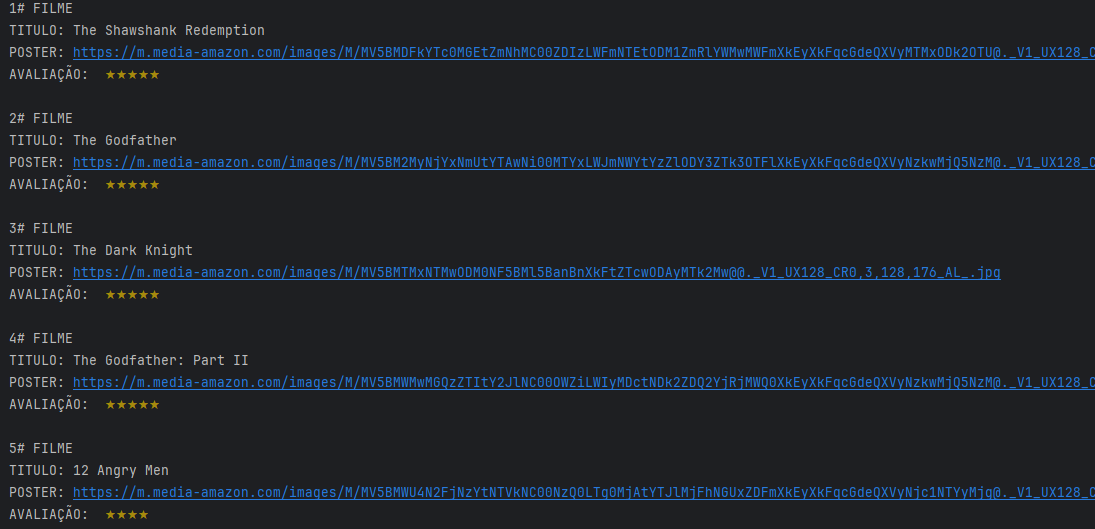 1# FILME
TITULO: The Shawshank Redemption
POSTER: https://m.media-amazon.com/images/M/MV5BMDFkYTc0MGEtZmNhMC00ZDIzLWFmNTEtODM1ZmRlYWMwMWFmXkEyXkFqcGdeQXVyMTMxODk2OTU@._V1_UX128_C
AVALIAÇÃO: ★★★★★
2# FILME
TITULO: The Godfather
POSTER: https://m.media-amazon.com/images/M/MV5BM2MyNjYxNmUtYTAwNi00MTYxLWJmNWYtYzZlODY3ZTk3OTFlXkEyXkFqcGdeQXVyNzkwMjQ5NzM@._V1_UX128_C
AVALIAÇÃO: ★★★★★
3# FILME
TITULO: The Dark Knight
POSTER: https://m.media-amazon.com/images/M/MV5BMTMxNTMwODM0NF5BMl5BanBnXkFtZTcwODAyMTk2Mw@@._V1_UX128_CR0,3,128,176_AL_.jpg
AVALIAÇÃO: ★★★★★
4# FILME
TITULO: The Godfather: Part II
POSTER: https://m.media-amazon.com/images/M/MV5BMWMwMGQzZTItY2JlNC00OWZiLWIyMDctNDk2ZDQ2YjRjMWQ0XkEyXkFqcGdeQXVyNzkwMjQ5NzM@._V1_UX128_C
AVALIAÇÃO: ★★★★★
5# FILME
TITULO: 12 Angry Men
POSTER: https://m.media-amazon.com/images/M/MV5BMWU4N2FjNzYtNTVkNC00NzQ0LTg0MjAtYTJlMjFhNGUxZDFmXkEyXkFqcGdeQXVyNjc1NTYyMjg@._V1_UX128_C
AVALIAÇÃO: ★★★★